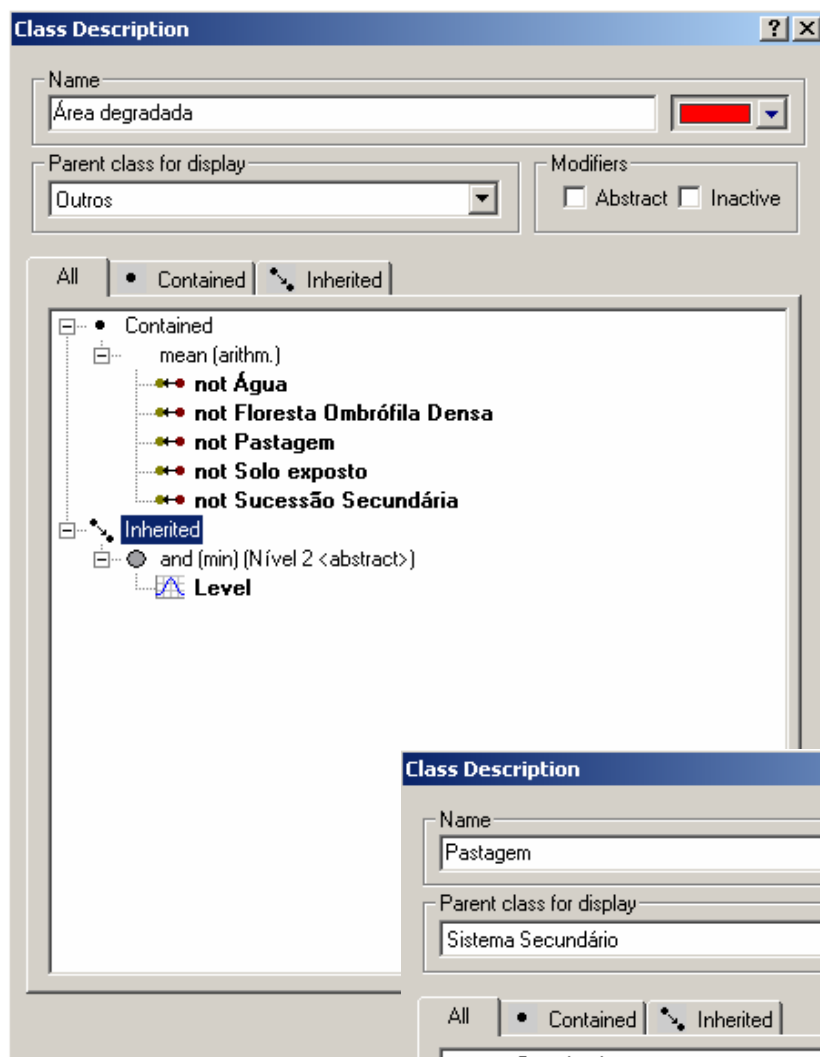 Class Description
Name
Área degradada
Parent class for display
Modifiers
Outros
Abstract
Inactive
All
Contained
Inherited
Contained
mean (arithm.)
not Água
not Floresta Ombrófila Densa
not Pastagem
not Solo exposto
not Sucessão Secundária
Inherited
and (min) (Nível 2 <abstract>)
Level
Class Description
Name
Pastagem
Parent class for display
Sistema Secundário
All
Contained
Inherited